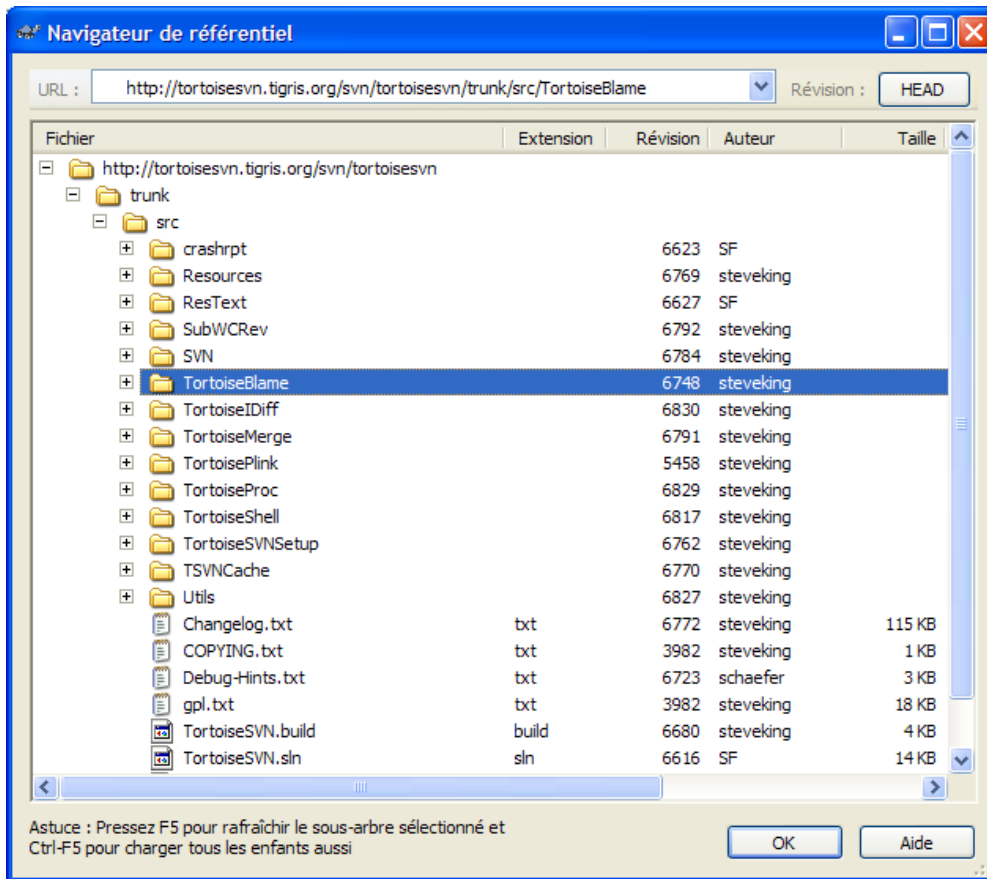 Navigateur de référentiel
URL : http://tortoisesvn.tigris.org/svn/tortoisesvn/trunk/src/TortoiseBlame Révision : HEAD
Fichier Extension Révision Auteur Taille
http://tortoisesvn.tigris.org/svn/tortoisesvn
trunk
src
crashrpt 6623 SF
Resources 6769 steveking
ResText 6627 SF
SubWCRev 6792 steveking
SVN 6784 steveking
TortoiseBlame 6748 steveking
TortoiseIDiff 6830 steveking
TortoiseMerge 6791 steveking
TortoisePlink 5458 steveking
TortoiseProc 6829 steveking
TortoiseShell 6817 steveking
TortoiseSVNSetup 6762 steveking
TSVNCache 6770 steveking
Utils 6827 steveking
Changelog.txt txt 6772 steveking 115 KB
COPYING.txt txt 3982 steveking 1 KB
Debug-Hints.txt txt 6723 schaefer 3 KB
gpl.txt txt 3982 steveking 18 KB
TortoiseSVN.build build 6680 steveking 4 KB
TortoiseSVN.sln sln 6616 SF 14 KB
Astuce : Pressez F5 pour rafraîchir le sous-arbre sélectionné et
Ctrl-F5 pour charger tous les enfants aussi
OK Aide